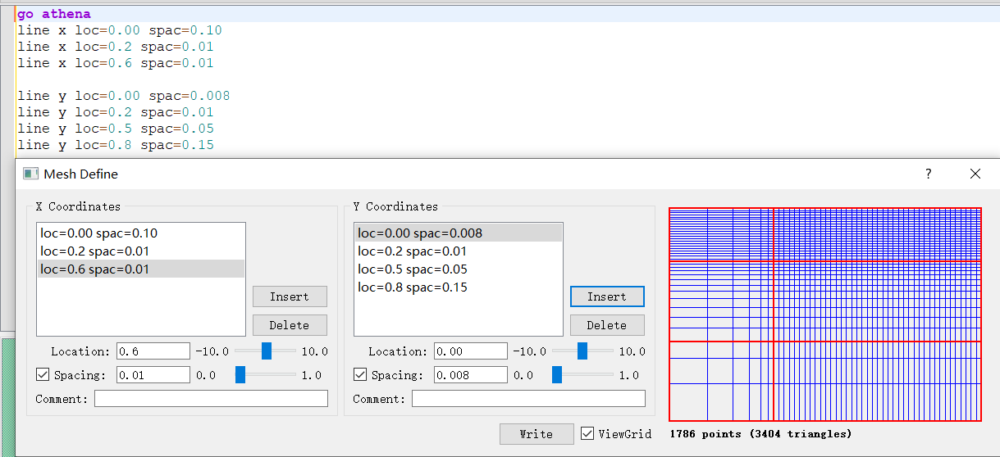 go athena
line x loc=0.00 spac=0.10
line x loc=0.2 spac=0.01
line x loc=0.6 spac=0.01
line y loc=0.00 spac=0.008
line y loc=0.2 spac=0.01
line y loc=0.5 spac=0.05
line y loc=0.8 spac=0.15
Mesh Define
?
X Coordinates
loc=0.00 spac=0.10
loc=0.2 spac=0.01
loc=0.6 spac=0.01
Insert
Delete
Location: 0.6 -10.0 10.0
Spacing: 0.01 0.0 1.0
Comment:
Y Coordinates
loc=0.00 spac=0.008
loc=0.2 spac=0.01
loc=0.5 spac=0.05
loc=0.8 spac=0.15
Insert
Delete
Location: 0.00 -10.0 10.0
Spacing: 0.008 0.0 1.0
Comment:
Write
ViewGrid
1786 points (3404 triangles)